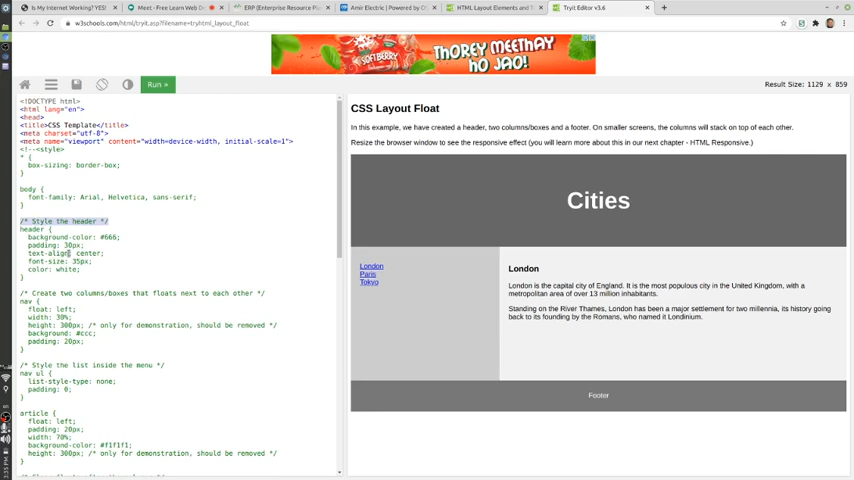 Is My Internet Working? YES!
Meet - Free Learn Web De
ERP (Enterprise Resource Pla
Amir Electric | Powered by O
HTML Layout Elements and T
Tryit Editor v3.6
w3schools.com/html/tryit.asp?filename=tryhtml_layout_float
SOFTBERRY
THOREY MEETHAY
HO JAO!
Run »
Result Size: 1129 x 859
<!DOCTYPE html>
<html lang="en">
<head>
<title>CSS Template</title>
<meta charset="utf-8">
<meta name="viewport" content="width=device-width, initial-scale=1">
<!--<style>
* {
box-sizing: border-box;
}
body {
font-family: Arial, Helvetica, sans-serif;
}
/* Style the header */
header {
background-color: #666;
padding: 30px;
text-align: center;
font-size: 35px;
color: white;
}
/* Create two columns/boxes that floats next to each other */
nav {
float: left;
width: 30%;
height: 300px; /* only for demonstration, should be removed */
background: #ccc;
padding: 20px;
}
/* Style the list inside the menu */
nav ul {
list-style-type: none;
padding: 0;
}
article {
float: left;
padding: 20px;
width: 70%;
background-color: #f1f1f1;
height: 300px; /* only for demonstration, should be removed */
}
CSS Layout Float
In this example, we have created a header, two columns/boxes and a footer. On smaller screens, the columns will stack on top of each other.
Resize the browser window to see the responsive effect (you will learn more about this in our next chapter - HTML Responsive.)
Cities
London
Paris
Tokyo
London
London is the capital city of England. It is the most populous city in the United Kingdom, with a
metropolitan area of over 13 million inhabitants.
Standing on the River Thames, London has been a major settlement for two millennia, its history going
back to its founding by the Romans, who named it Londinium.
Footer
3:35 PM